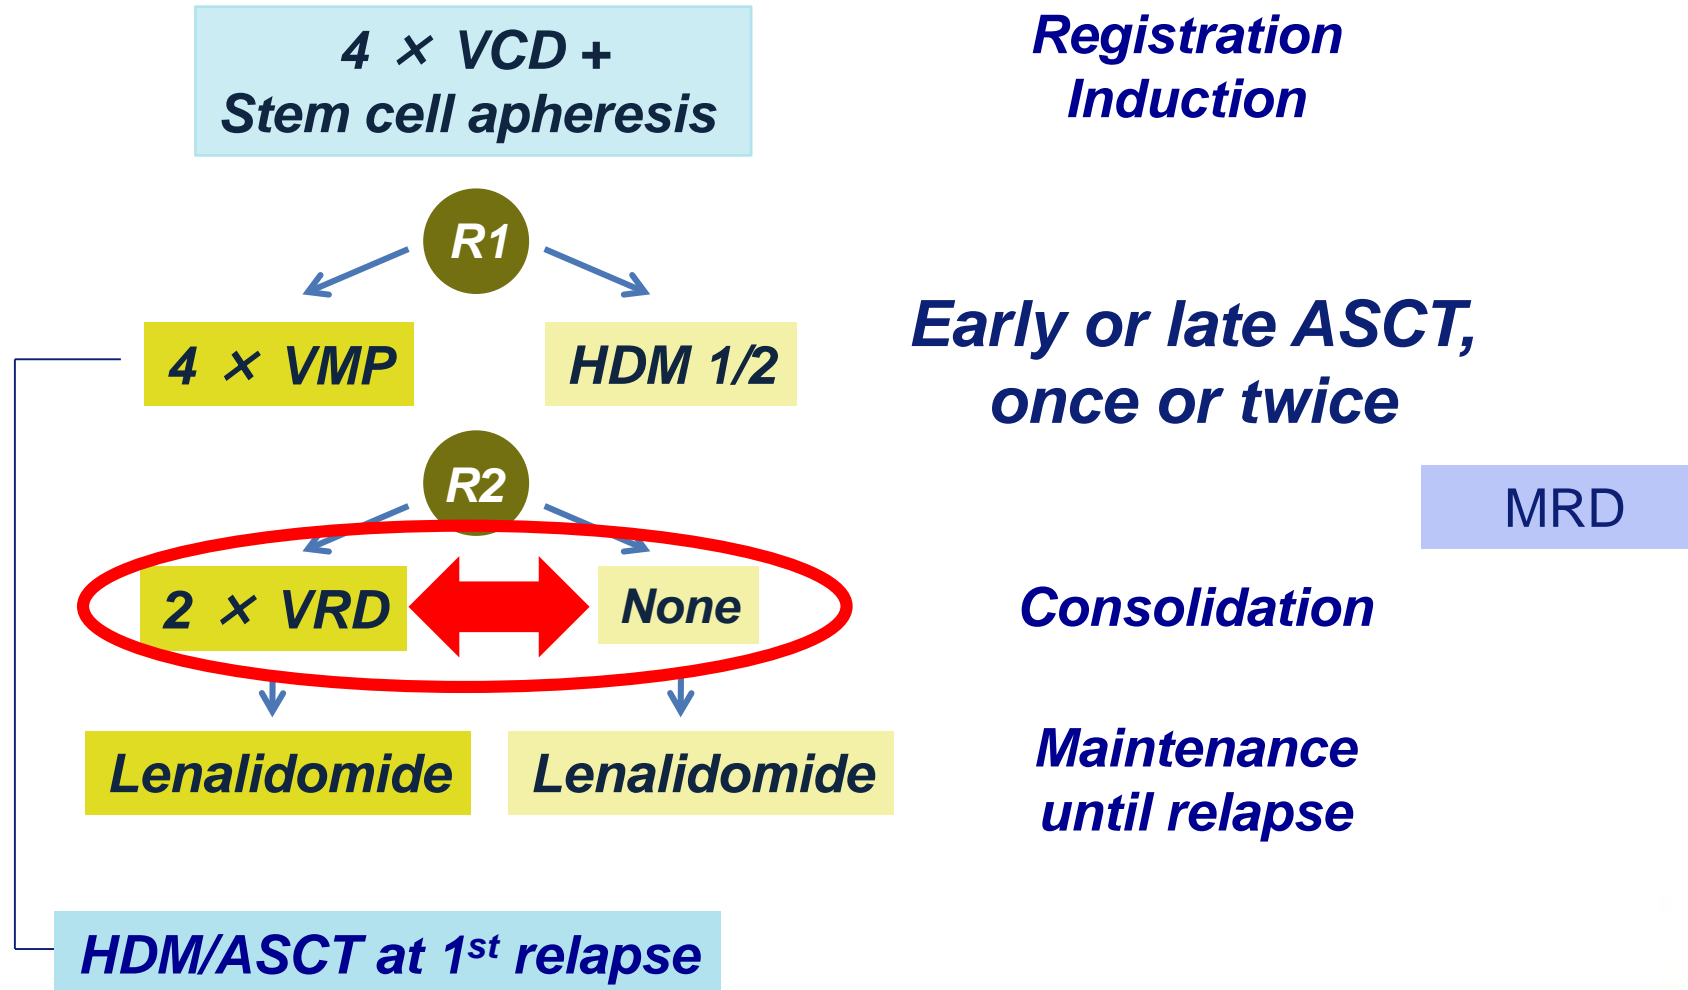 4 × VCD +
Stem cell apheresis
Registration
Induction
R1
4 × VMP
HDM 1/2
Early or late ASCT,
once or twice
R2
MRD
2 × VRD
None
Consolidation
Lenalidomide
Lenalidomide
Maintenance
until relapse
HDM/ASCT at 1st relapse